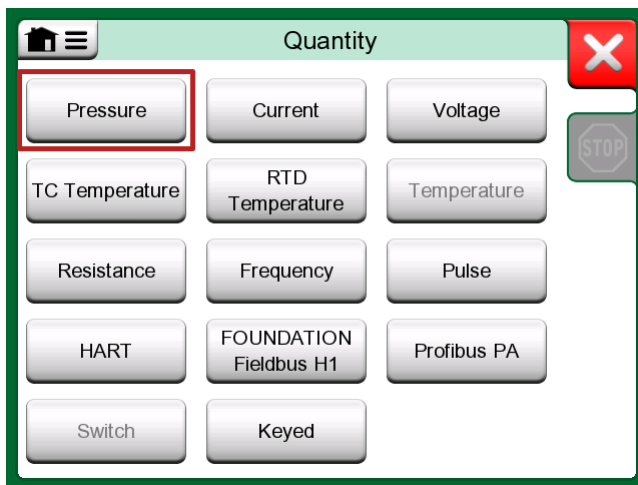 Quantity
Pressure
Current
Voltage
STOP
TC Temperature
RTD
Temperature
Temperature
Resistance
Frequency
Pulse
HART
FOUNDATION
Fieldbus H1
Profibus PA
Switch
Keyed